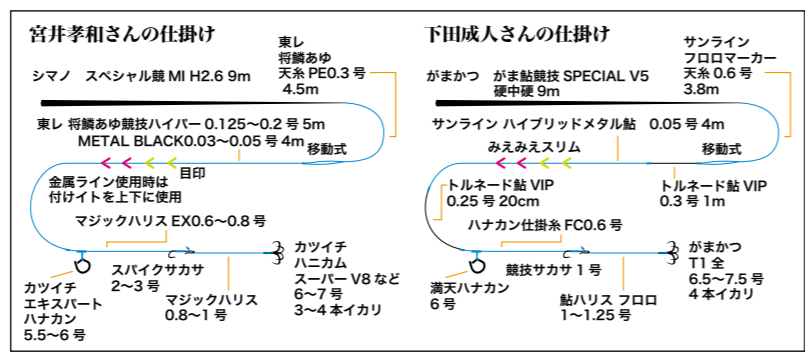 宮井孝和さんの仕掛け
シマノ　スペシャル競 MI H2.6 9m
東レ
将鱗あゆ
天糸 PE0.3 号
4.5m
東レ 将鱗あゆ競技ハイパー 0.125〜0.2 号 5m
METAL BLACK0.03〜0.05 号 4m
移動式
目印
金属ライン使用時は
付けイトを上下に使用
マジックハリス EX0.6〜0.8 号
カツイチ
エキスパート
ハナカン
5.5〜6 号
スパイクサカサ
2〜3 号
マジックハリス
0.8〜1 号
カツイチ
ハニカム
スーパー V8 など
6〜7 号
3〜4 本イカリ
下田成人さんの仕掛け
がまかつ　がま鮎競技 SPECIAL V5
硬中硬 9m
サンライン
フロロマーカー
天糸 0.6 号
3.8m
サンライン ハイブリッドメタル鮎　0.05 号 4m
みえみえスリム
移動式
トルネード鮎 VIP
0.25 号 20cm
トルネード鮎 VIP
0.3 号 1m
ハナカン仕掛糸 FC0.6 号
満天ハナカン
6 号
競技サカサ 1 号
鮎ハリス フロロ
1〜1.25 号
がまかつ
T1 全
6.5〜7.5 号
4 本イカリ